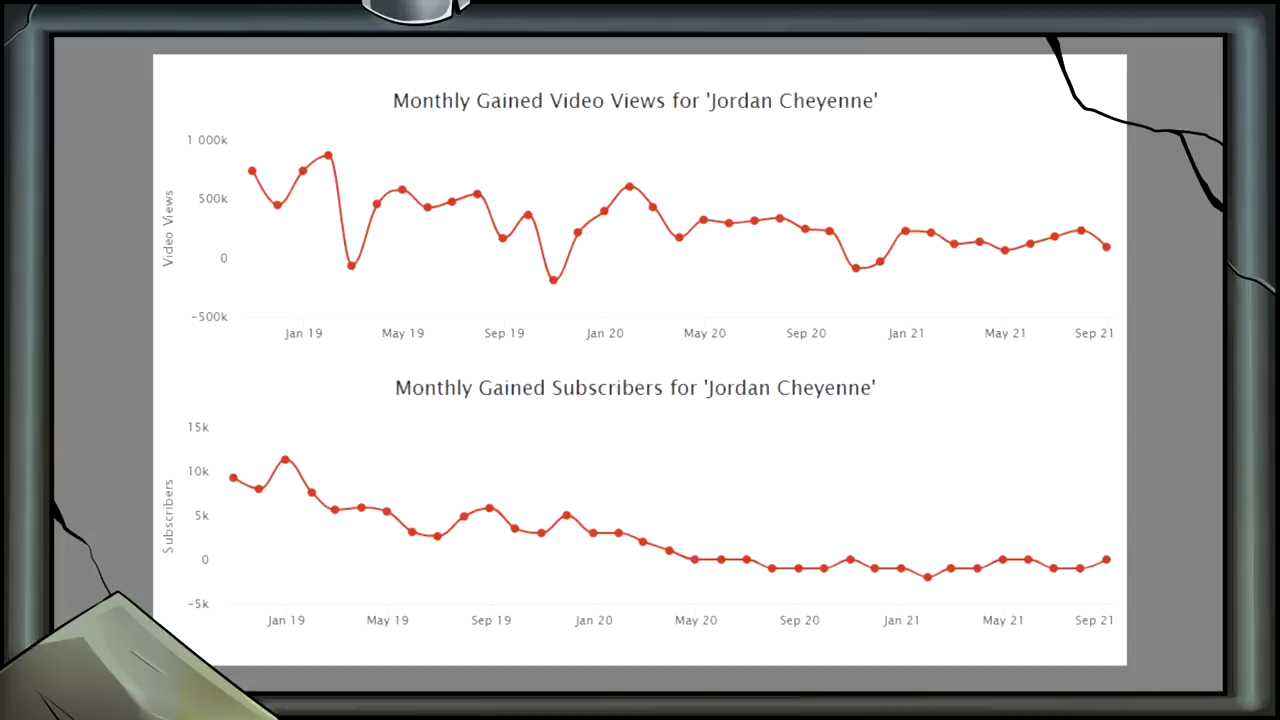 Monthly Gained Video Views for 'Jordan Cheyenne'
1 000k
500k
0
-500k
Video Views
Jan 19 May 19 Sep 19 Jan 20 May 20 Sep 20 Jan 21 May 21 Sep 21
Monthly Gained Subscribers for 'Jordan Cheyenne'
15k
10k
5k
0
-5k
Subscribers
Jan 19 May 19 Sep 19 Jan 20 May 20 Sep 20 Jan 21 May 21 Sep 21